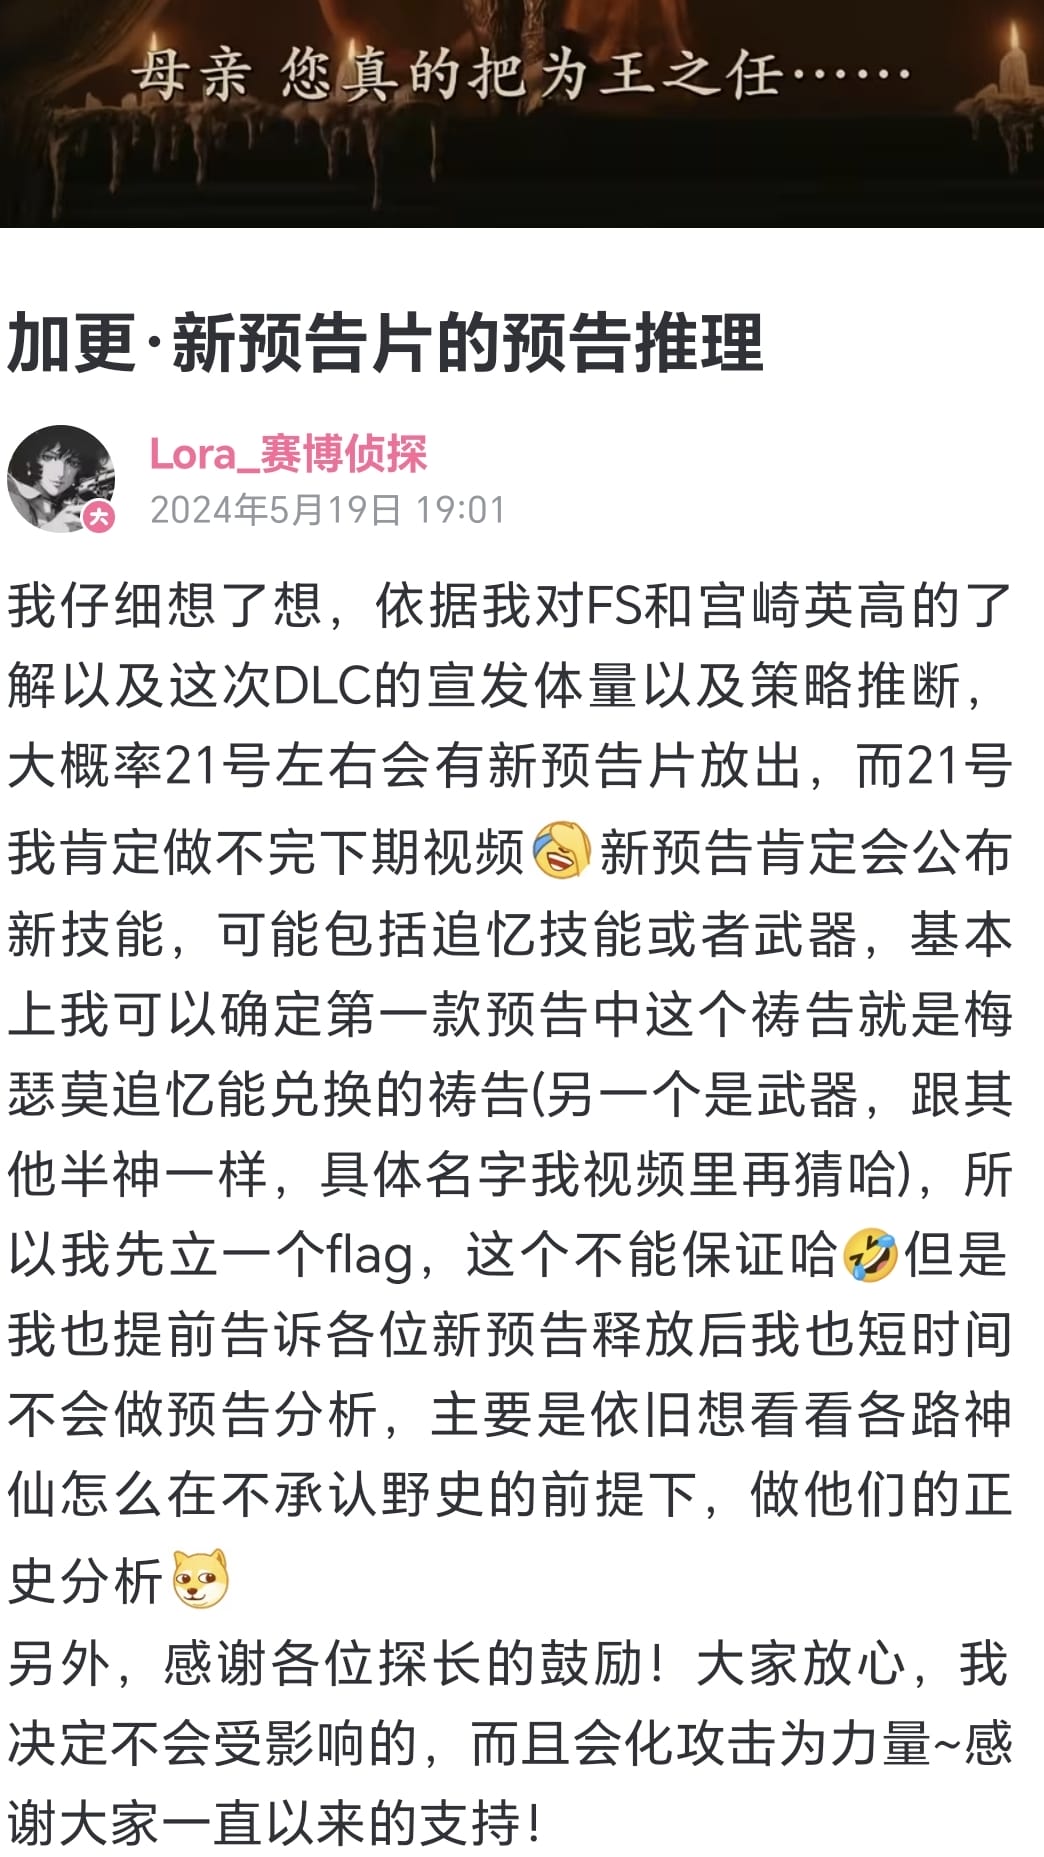 母亲 您真的把为王之任……
加更·新预告片的预告推理
Lora_赛博侦探
大
2024年5月19日 19:01
我仔细想了想，依据我对FS和宫崎英高的了
解以及这次DLC的宣发体量以及策略推断，
大概率21号左右会有新预告片放出，而21号
我肯定做不完下期视频新预告肯定会公布
新技能，可能包括追忆技能或者武器，基本
上我可以确定第一款预告中这个祷告就是梅
瑟莫追忆能兑换的祷告(另一个是武器，跟其
他半神一样，具体名字我视频里再猜哈)，所
以我先立一个flag，这个不能保证哈🤣但是
我也提前告诉各位新预告释放后我也短时间
不会做预告分析，主要是依旧想看看各路神
仙怎么在不承认野史的前提下，做他们的正
史分析
另外，感谢各位探长的鼓励！大家放心，我
决定不会受影响的，而且会化攻击为力量~感
谢大家一直以来的支持！